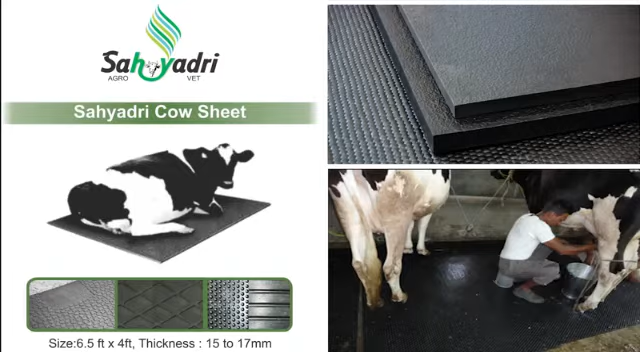 Sahyadri
AGRO VET
Sahyadri Cow Sheet
Size:6.5 ft x 4ft, Thickness : 15 to 17mm